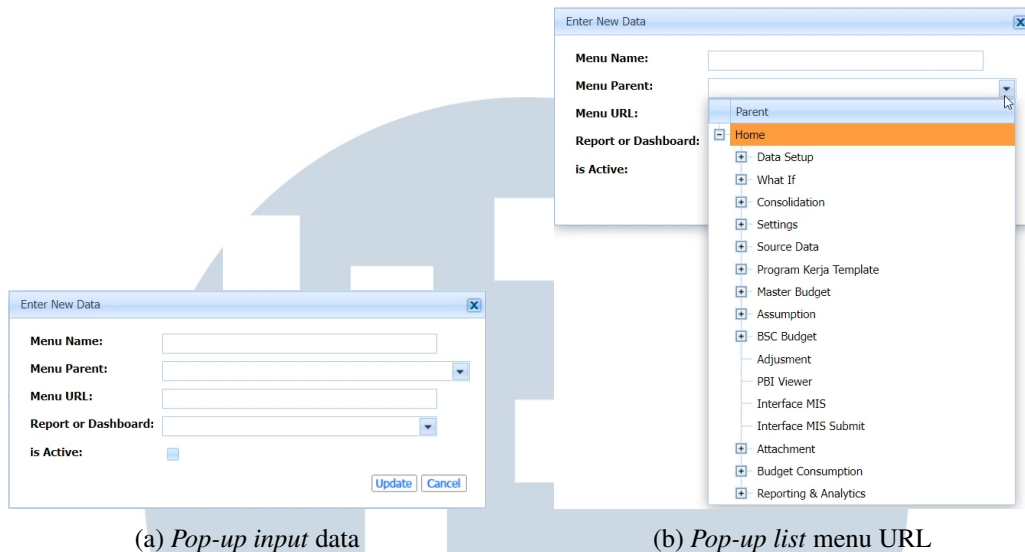 Enter New Data
Menu Name:
Menu Parent:
Menu URL:
Report or Dashboard:
is Active:
Update Cancel
(a) Pop-up input data
Enter New Data
Menu Name:
Menu Parent:
Menu URL:
Report or Dashboard:
is Active:
Parent
Home
Data Setup
What If
Consolidation
Settings
Source Data
Program Kerja Template
Master Budget
Assumption
BSC Budget
Adjusment
PBI Viewer
Interface MIS
Interface MIS Submit
Attachment
Budget Consumption
Reporting & Analytics
(b) Pop-up list menu URL